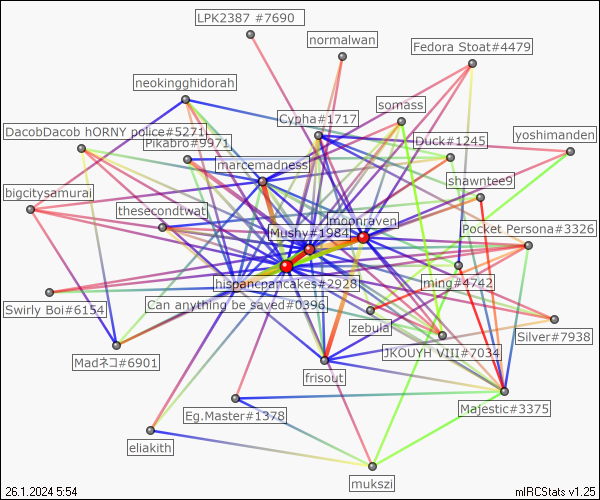 LPK2387 #7690
normalwan
Fedora Stoat#4479
neokingghidorah
somass
Cypha#1717
DacobDacob hORNY police#5271
Pikabro#9971
Duck#1245
yoshimanden
marcemadness
shawntee9
bigcitysamurai
thesecondtwat
moonraven
Mushy#1984
Pocket Persona#3326
hispancpancakes#2928
ming#4742
Can anything be saved#0396
Swirly Boi#6154
zebula
Silver#7938
JKOUYH VIII#7034
Madネコ#6901
frisout
Majestic#3375
Eg.Master#1378
eliakith
mukszi
26.1.2024 5:54
mIRCStats v1.25